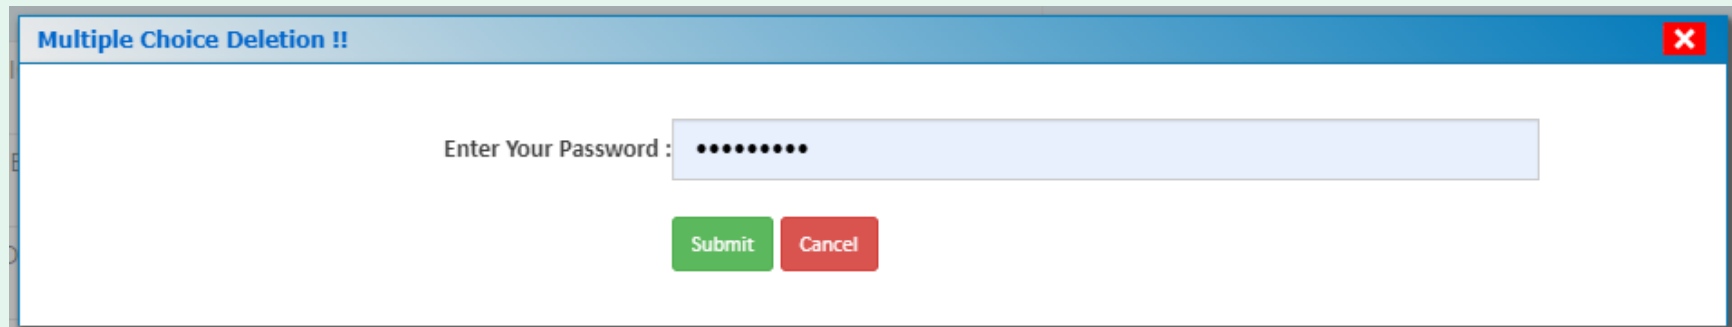 Multiple Choice Deletion !!
Enter Your Password : •••••••••
Submit Cancel